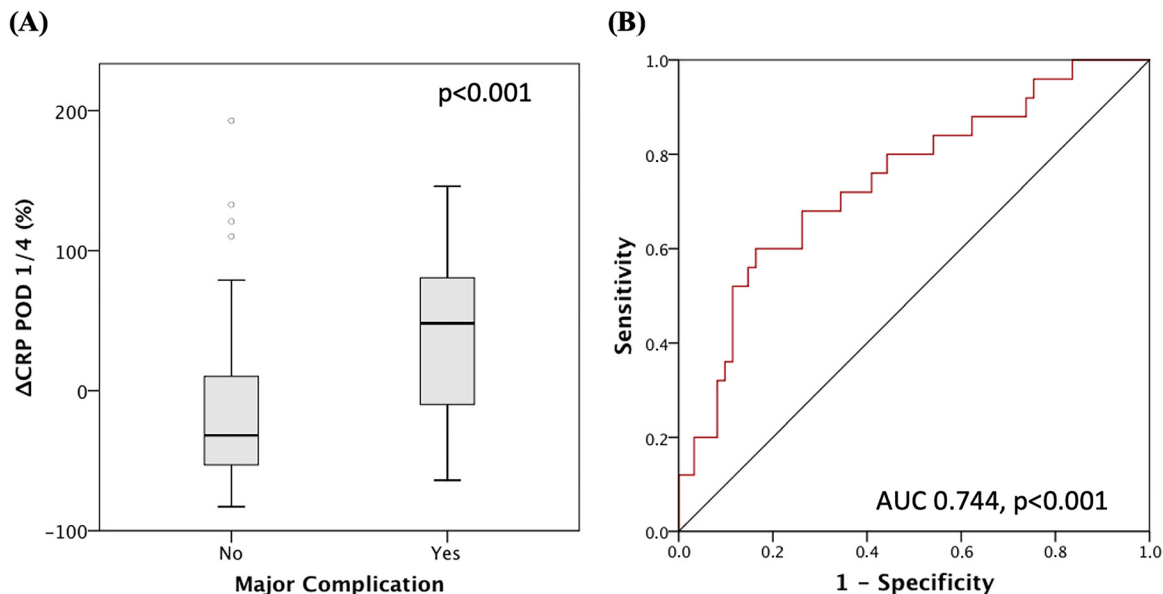 (A)
p<0.001
200
100
0
−100
ΔCRP POD 1/4 (%)
No
Yes
Major Complication
(B)
1.0
0.8
0.6
0.4
0.2
0.0
Sensitivity
AUC 0.744, p<0.001
0.0
0.2
0.4
0.6
0.8
1.0
1 − Specificity